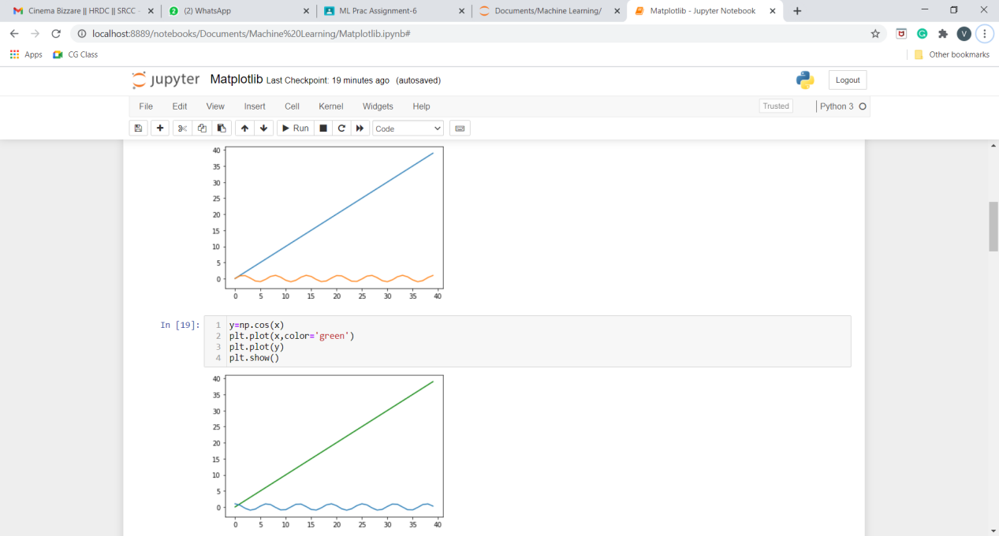 Cinema Bizzare || HRDC || SRCC - (2) WhatsApp ML Prac Assignment-6 Documents/Machine Learning/ Matplotlib - Jupyter Notebook
localhost:8889/notebooks/Documents/Machine%20Learning/Matplotlib.ipynb#
Apps CG Class Other bookmarks
jupyter Matplotlib Last Checkpoint: 19 minutes ago (autosaved) Logout
File Edit View Insert Cell Kernel Widgets Help Trusted Python 3
Run Code
40
35
30
25
20
15
10
5
0
0 5 10 15 20 25 30 35 40
In [19]: 1 y=np.cos(x)
2 plt.plot(x,color='green')
3 plt.plot(y)
4 plt.show()
40
35
30
25
20
15
10
5
0
0 5 10 15 20 25 30 35 40